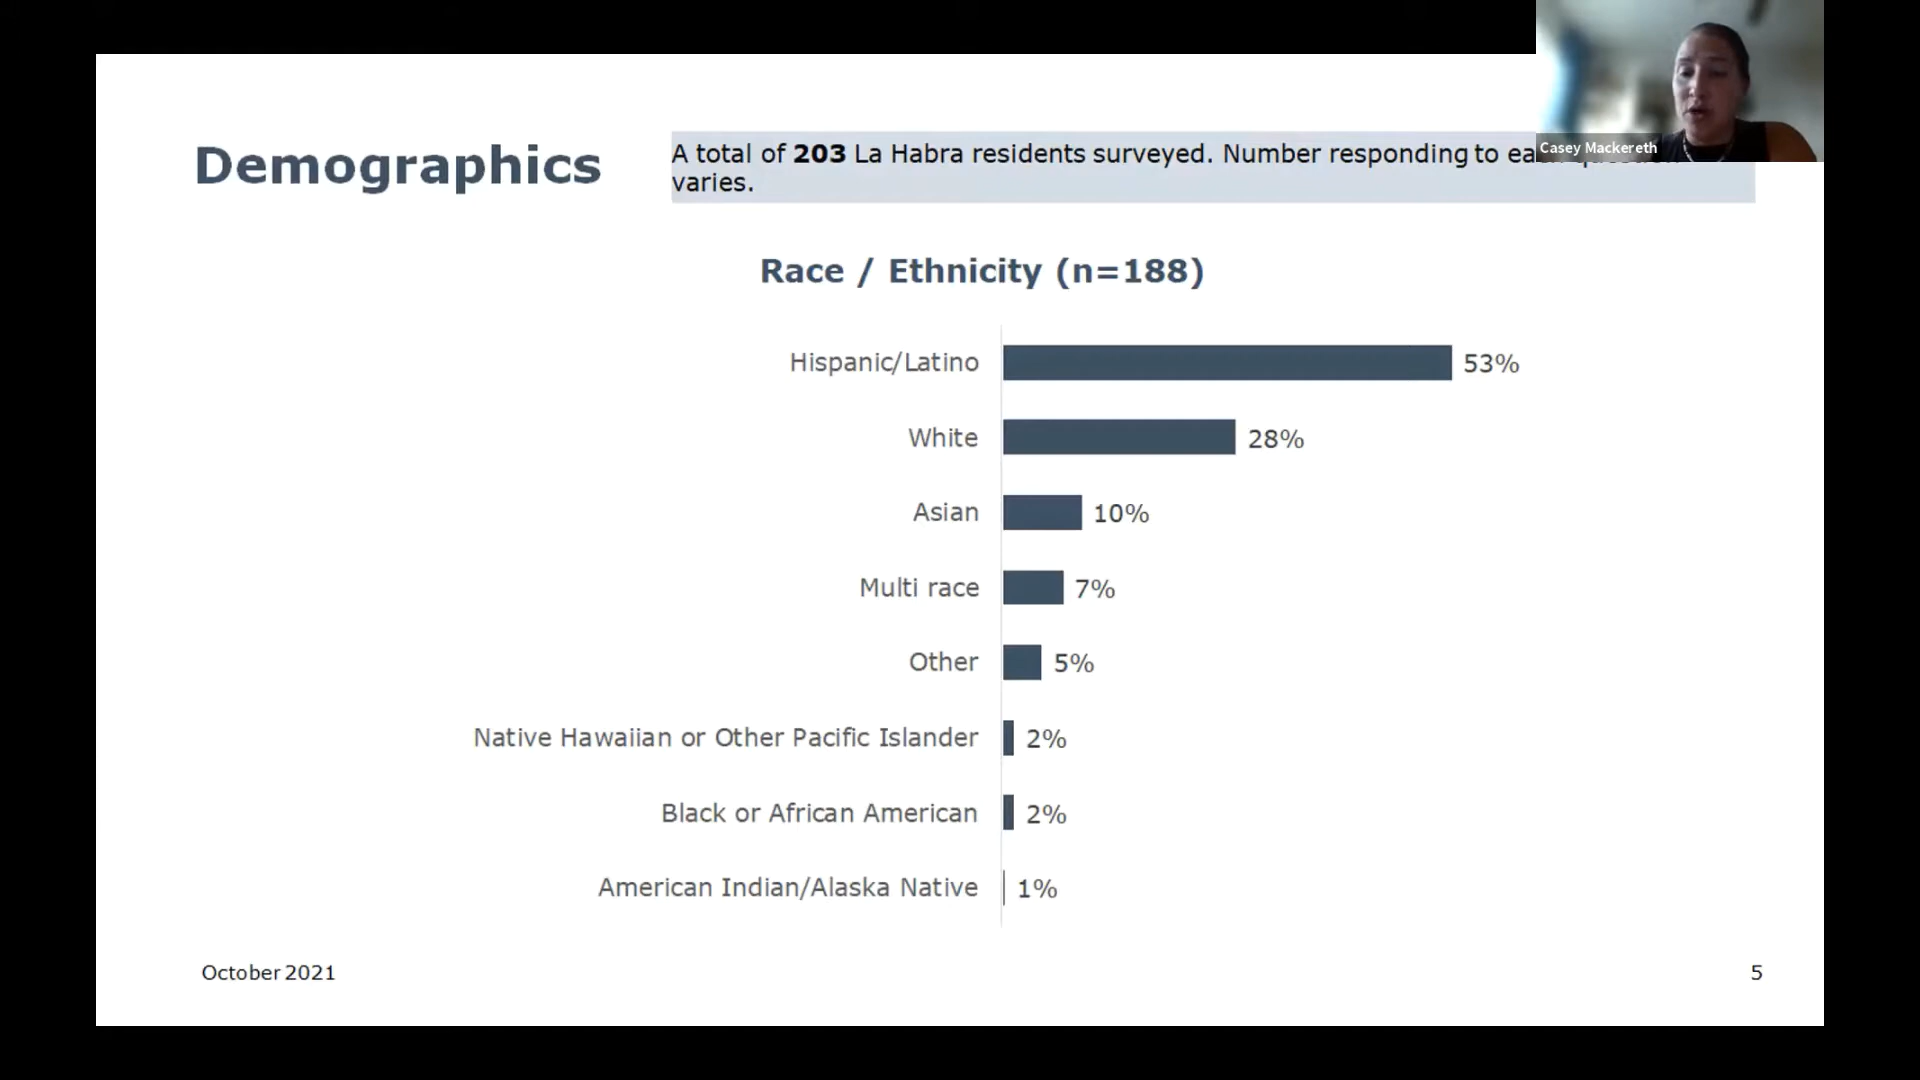 Demographics
A total of 203 La Habra residents surveyed. Number responding to
varies.
Casey Mackereth
Race / Ethnicity (n=188)
Hispanic/Latino 53%
White 28%
Asian 10%
Multi race 7%
Other 5%
Native Hawaiian or Other Pacific Islander 2%
Black or African American 2%
American Indian/Alaska Native 1%
October 2021
5